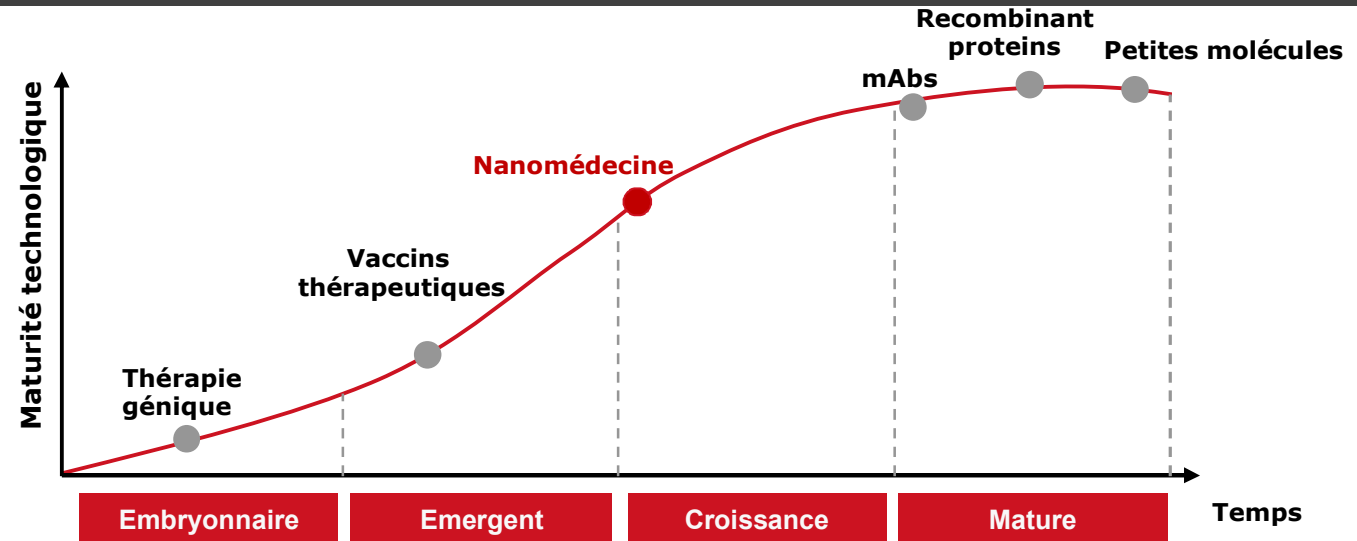 Recombinant
proteins
Petites molécules
mAbs
Nanomédecine
Vaccins
thérapeutiques
Thérapie
génique
Maturité technologique
Embryonnaire
Emergent
Croissance
Mature
Temps